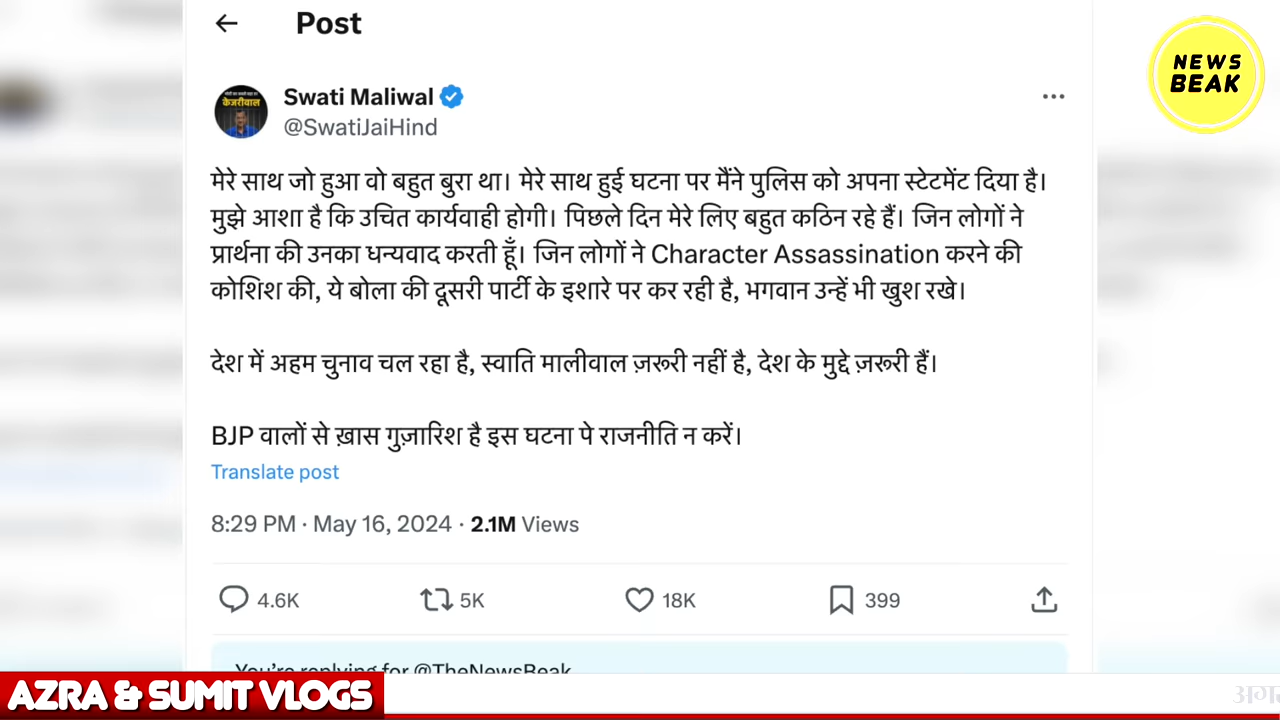 Post
NEWS
BEAK
केजरीवाल
Swati Maliwal
@SwatiJaiHind
मेरे साथ जो हुआ वो बहुत बुरा था। मेरे साथ हुई घटना पर मैंने पुलिस को अपना स्टेटमेंट दिया है।
मुझे आशा है कि उचित कार्यवाही होगी। पिछले दिन मेरे लिए बहुत कठिन रहे हैं। जिन लोगों ने
प्रार्थना की उनका धन्यवाद करती हूँ। जिन लोगों ने Character Assassination करने की
कोशिश की, ये बोला की दूसरी पार्टी के इशारे पर कर रही है, भगवान उन्हें भी खुश रखे।
देश में अहम चुनाव चल रहा है, स्वाति मालीवाल ज़रूरी नहीं है, देश के मुद्दे ज़रूरी हैं।
BJP वालों से ख़ास गुज़ारिश है इस घटना पे राजनीति न करें।
Translate post
8:29 PM · May 16, 2024 · 2.1M Views
4.6K 5K 18K 399
You're replying for @TheNewsBeak
AZRA & SUMIT VLOGS